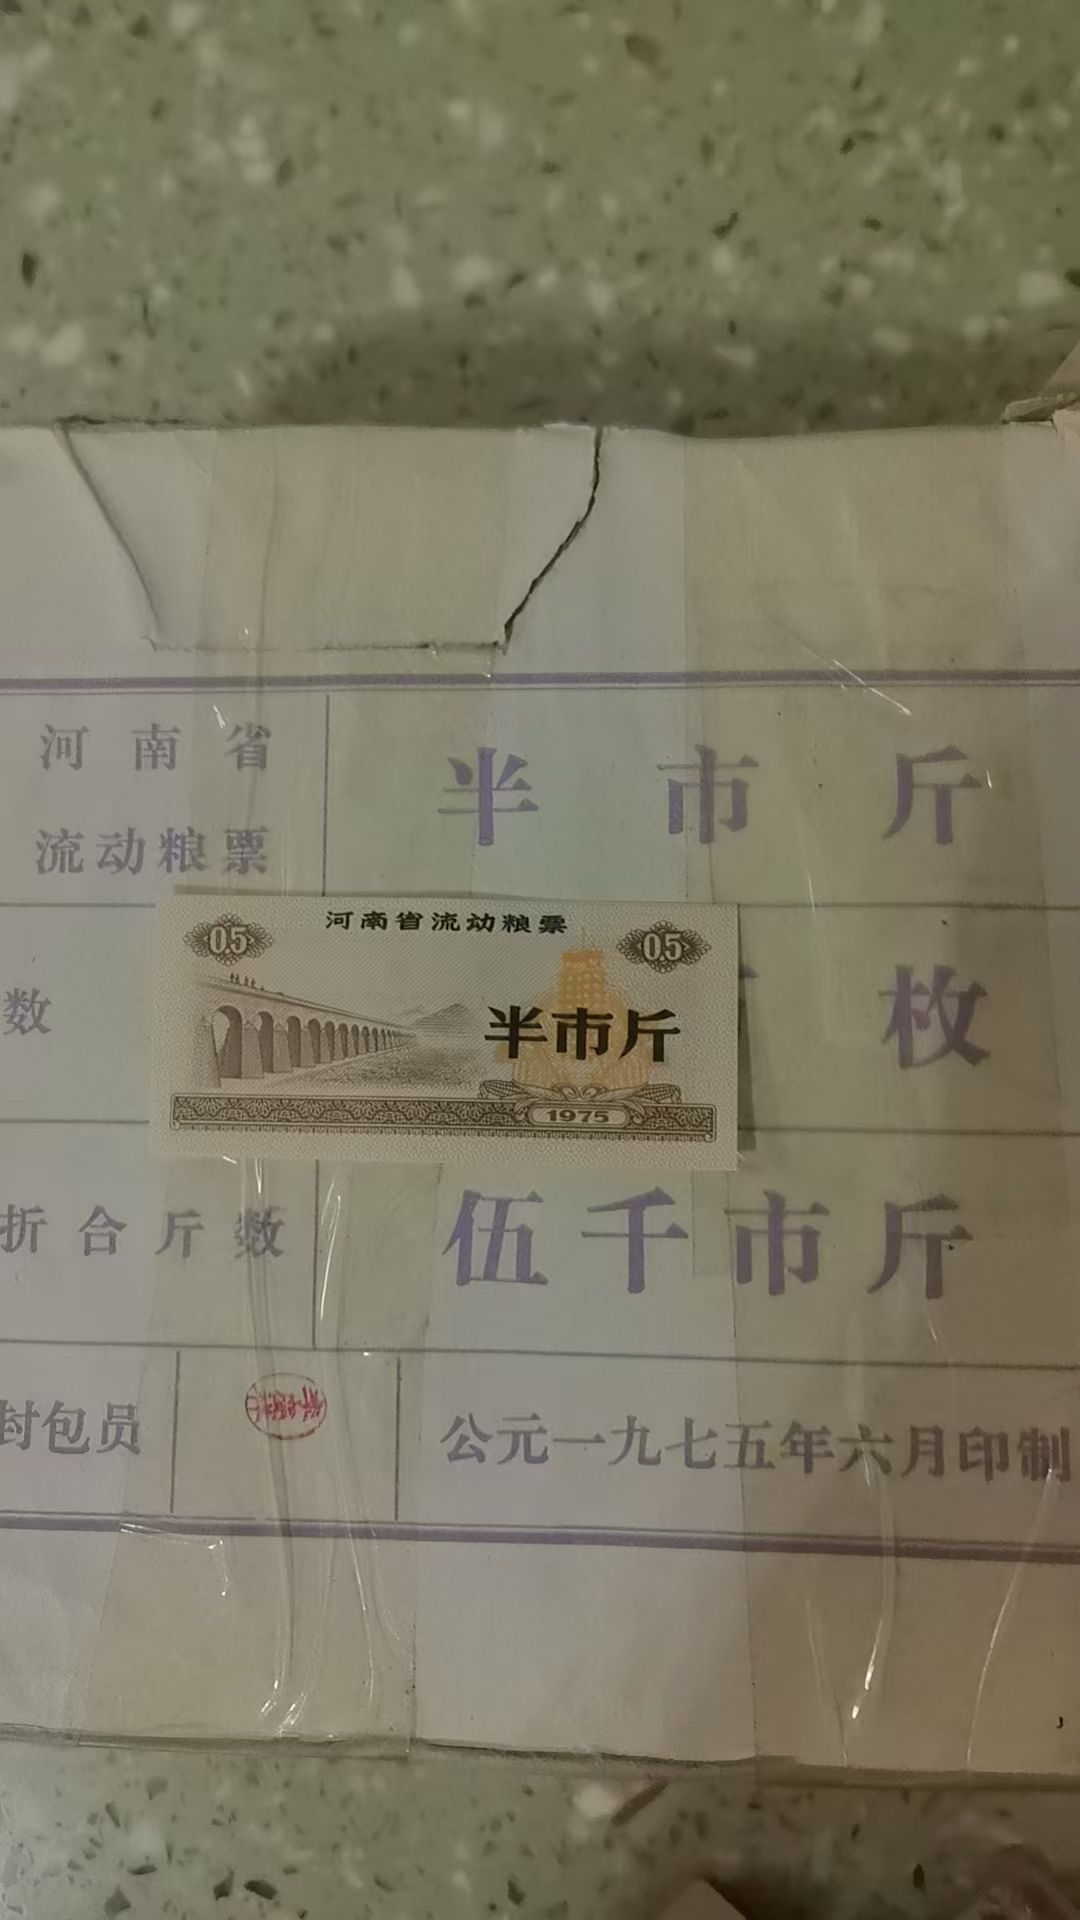 河南省
流动粮票
半市斤
河南省流动粮票
0.5
0.5
半市斤
1975
数
枚
折合斤数
伍千市斤
封包员
公元一九七五年六月印制